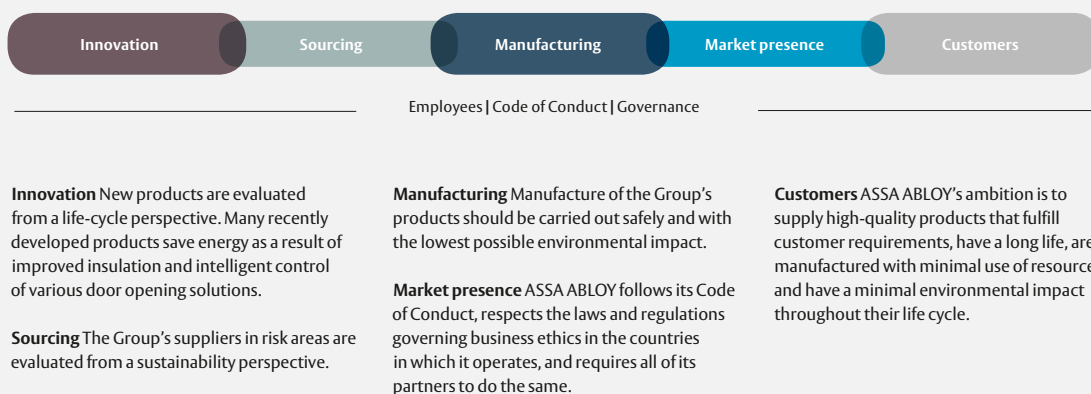 Innovation
Sourcing
Manufacturing
Market presence
Customers
Employees | Code of Conduct | Governance
Innovation New products are evaluated
from a life-cycle perspective. Many recently
developed products save energy as a result of
improved insulation and intelligent control
of various door opening solutions.
Sourcing The Group's suppliers in risk areas are
evaluated from a sustainability perspective.
Manufacturing Manufacture of the Group's
products should be carried out safely and with
the lowest possible environmental impact.
Market presence ASSA ABLOY follows its Code
of Conduct, respects the laws and regulations
governing business ethics in the countries
in which it operates, and requires all of its
partners to do the same.
Customers ASSA ABLOY's ambition is to
supply high-quality products that fulfill
customer requirements, have a long life, are
manufactured with minimal use of resource
and have a minimal environmental impact
throughout their life cycle.